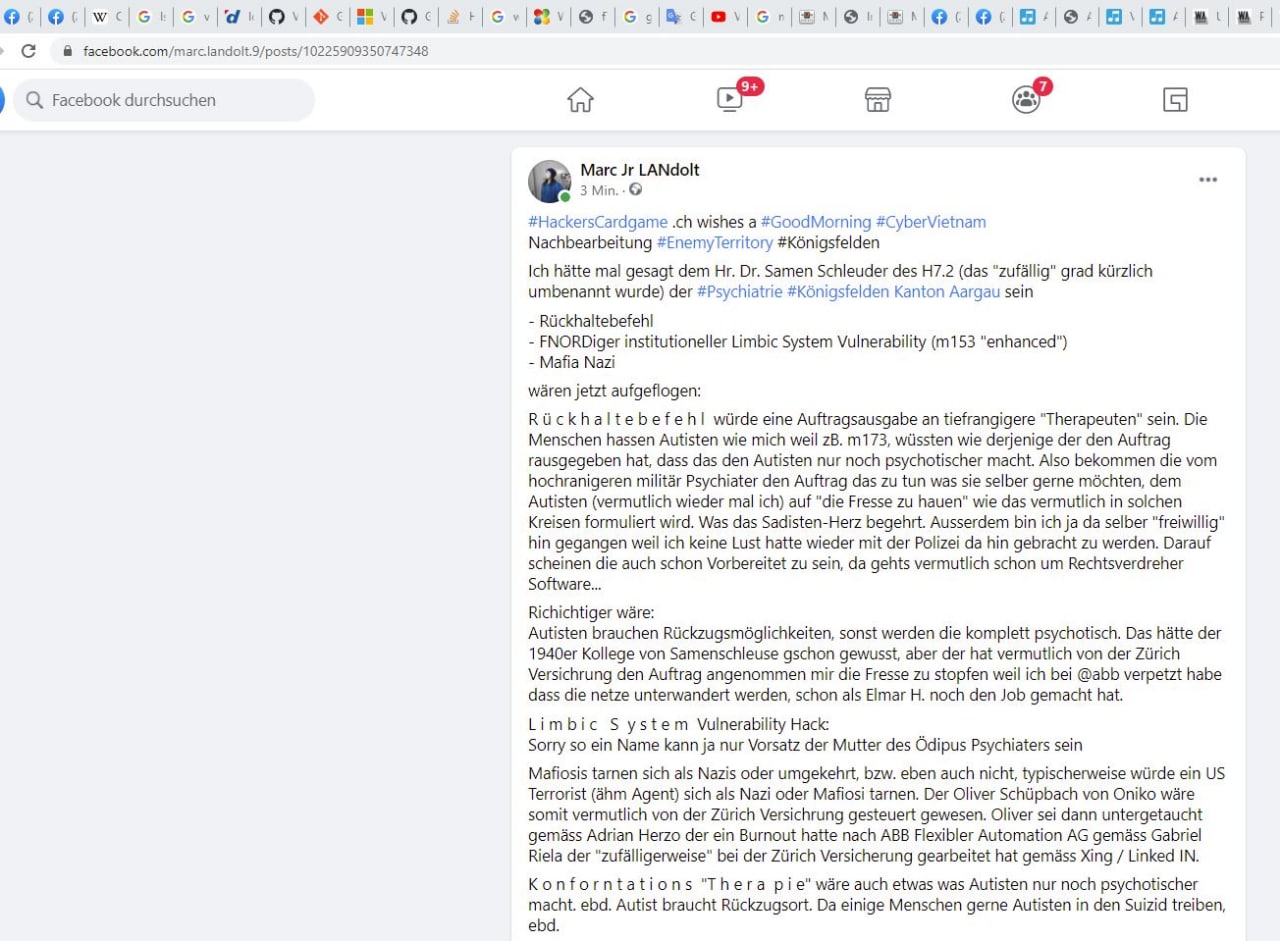 facebook.com/marc.landolt.9/posts/10225909350747348
Facebook durchsuchen
9+
7
Marc Jr LANdolt
3 Min. ·
#HackersCardgame .ch wishes a #GoodMorning #CyberVietnam
Nachbearbeitung #EnemyTerritory #Königsfelden
Ich hätte mal gesagt dem Hr. Dr. Samen Schleuder des H7.2 (das "zufällig" grad kürzlich
umbenannt wurde) der #Psychiatrie #Königsfelden Kanton Aargau sein
- Rückhaltebefehl
- FNORDiger institutioneller Limbic System Vulnerability (m153 "enhanced")
- Mafia Nazi
wären jetzt aufgeflogen:
R ü c k h a l t e b e f e h l  würde eine Auftragsausgabe an tiefrangigere "Therapeuten" sein. Die
Menschen hassen Autisten wie mich weil zB. m173, wüssten wie derjenige der den Auftrag
rausgegeben hat, dass das den Autisten nur noch psychotischer macht. Also bekommen die vom
hochranigeren militär Psychiater den Auftrag das zu tun was sie selber gerne möchten, dem
Autisten (vermutlich wieder mal ich) auf "die Fresse zu hauen" wie das vermutlich in solchen
Kreisen formuliert wird. Was das Sadisten-Herz begehrt. Ausserdem bin ich ja da selber "freiwillig"
hin gegangen weil ich keine Lust hatte wieder mit der Polizei da hin gebracht zu werden. Darauf
scheinen die auch schon Vorbereitet zu sein, da gehts vermutlich schon um Rechtsverdreher
Software...
Richichtiger wäre:
Autisten brauchen Rückzugsmöglichkeiten, sonst werden die komplett psychotisch. Das hätte der
1940er Kollege von Samenschleuse gschon gewusst, aber der hat vermutlich von der Zürich
Versichrung den Auftrag angenommen mir die Fresse zu stopfen weil ich bei @abb verpetzt habe
dass die netze unterwandert werden, schon als Elmar H. noch den Job gemacht hat.
L i m b i c   S y s t e m  Vulnerability Hack:
Sorry so ein Name kann ja nur Vorsatz der Mutter des Ödipus Psychiaters sein
Mafiosis tarnen sich als Nazis oder umgekehrt, bzw. eben auch nicht, typischerweise würde ein US
Terrorist (ähm Agent) sich als Nazi oder Mafiosi tarnen. Der Oliver Schüpbach von Oniko wäre
somit vermutlich von der Zürich Versichrung gesteuert gewesen. Oliver sei dann untergetaucht
gemäss Adrian Herzo der ein Burnout hatte nach ABB Flexibler Automation AG gemäss Gabriel
Riela der "zufälligerweise" bei der Zürich Versicherung gearbeitet hat gemäss Xing / Linked IN.
K o n f o r n t a t i o n s  "T h e r a  p i e" wäre auch etwas was Autisten nur noch psychotischer
macht. ebd. Autist braucht Rückzugsort. Da einige Menschen gerne Autisten in den Suizid treiben,
ebd.